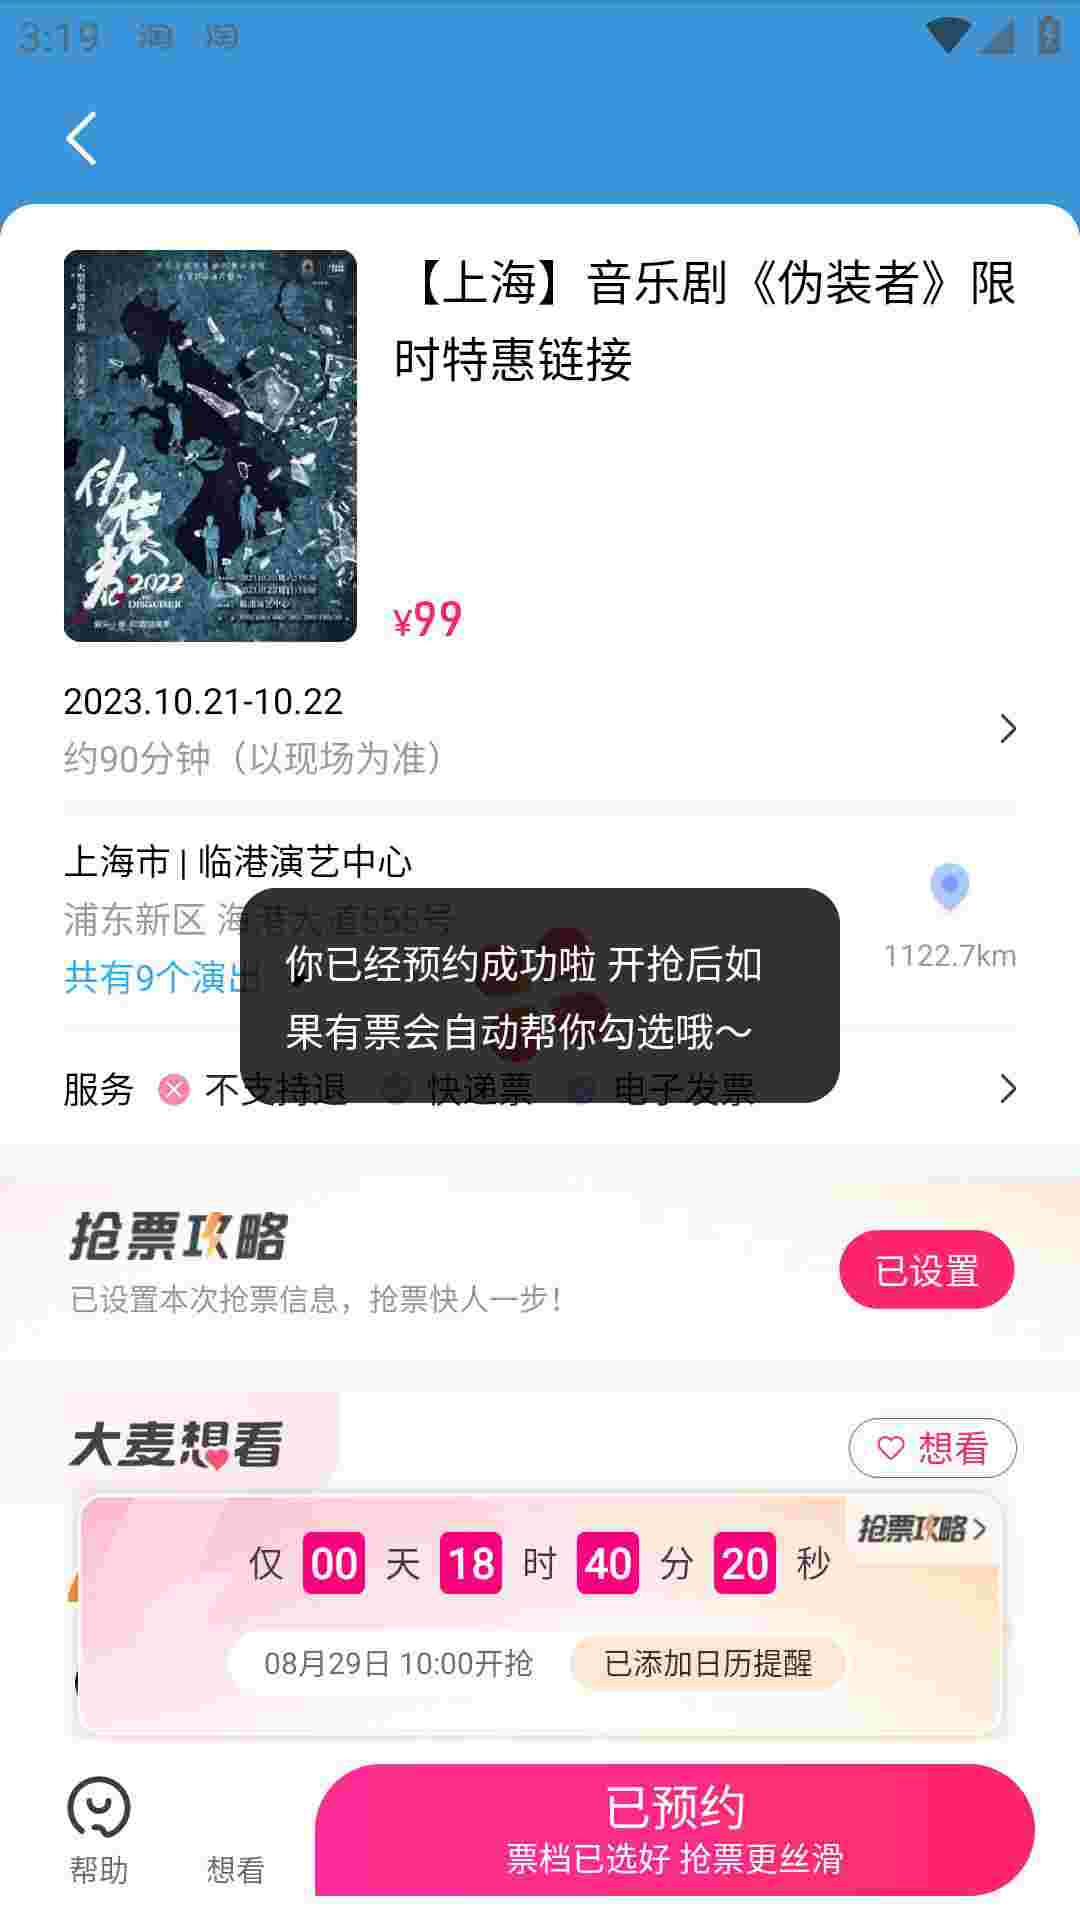 3:19 淘 淘
【上海】音乐剧《伪装者》限
时特惠链接
伪装者
2022
DISGUISER
¥99
2023.10.21-10.22
约90分钟（以现场为准）
上海市 | 临港演艺中心
浦东新区 海港大道555号
1122.7km
共有9个演出
你已经预约成功啦 开抢后如
果有票会自动帮你勾选哦～
服务 不支持退 快递票 电子发票
抢票攻略
已设置本次抢票信息，抢票快人一步！
已设置
大麦想看
想看
抢票攻略
仅 00 天 18 时 40 分 20 秒
08月29日 10:00开抢 已添加日历提醒
已预约
票档已选好 抢票更丝滑
帮助 想看